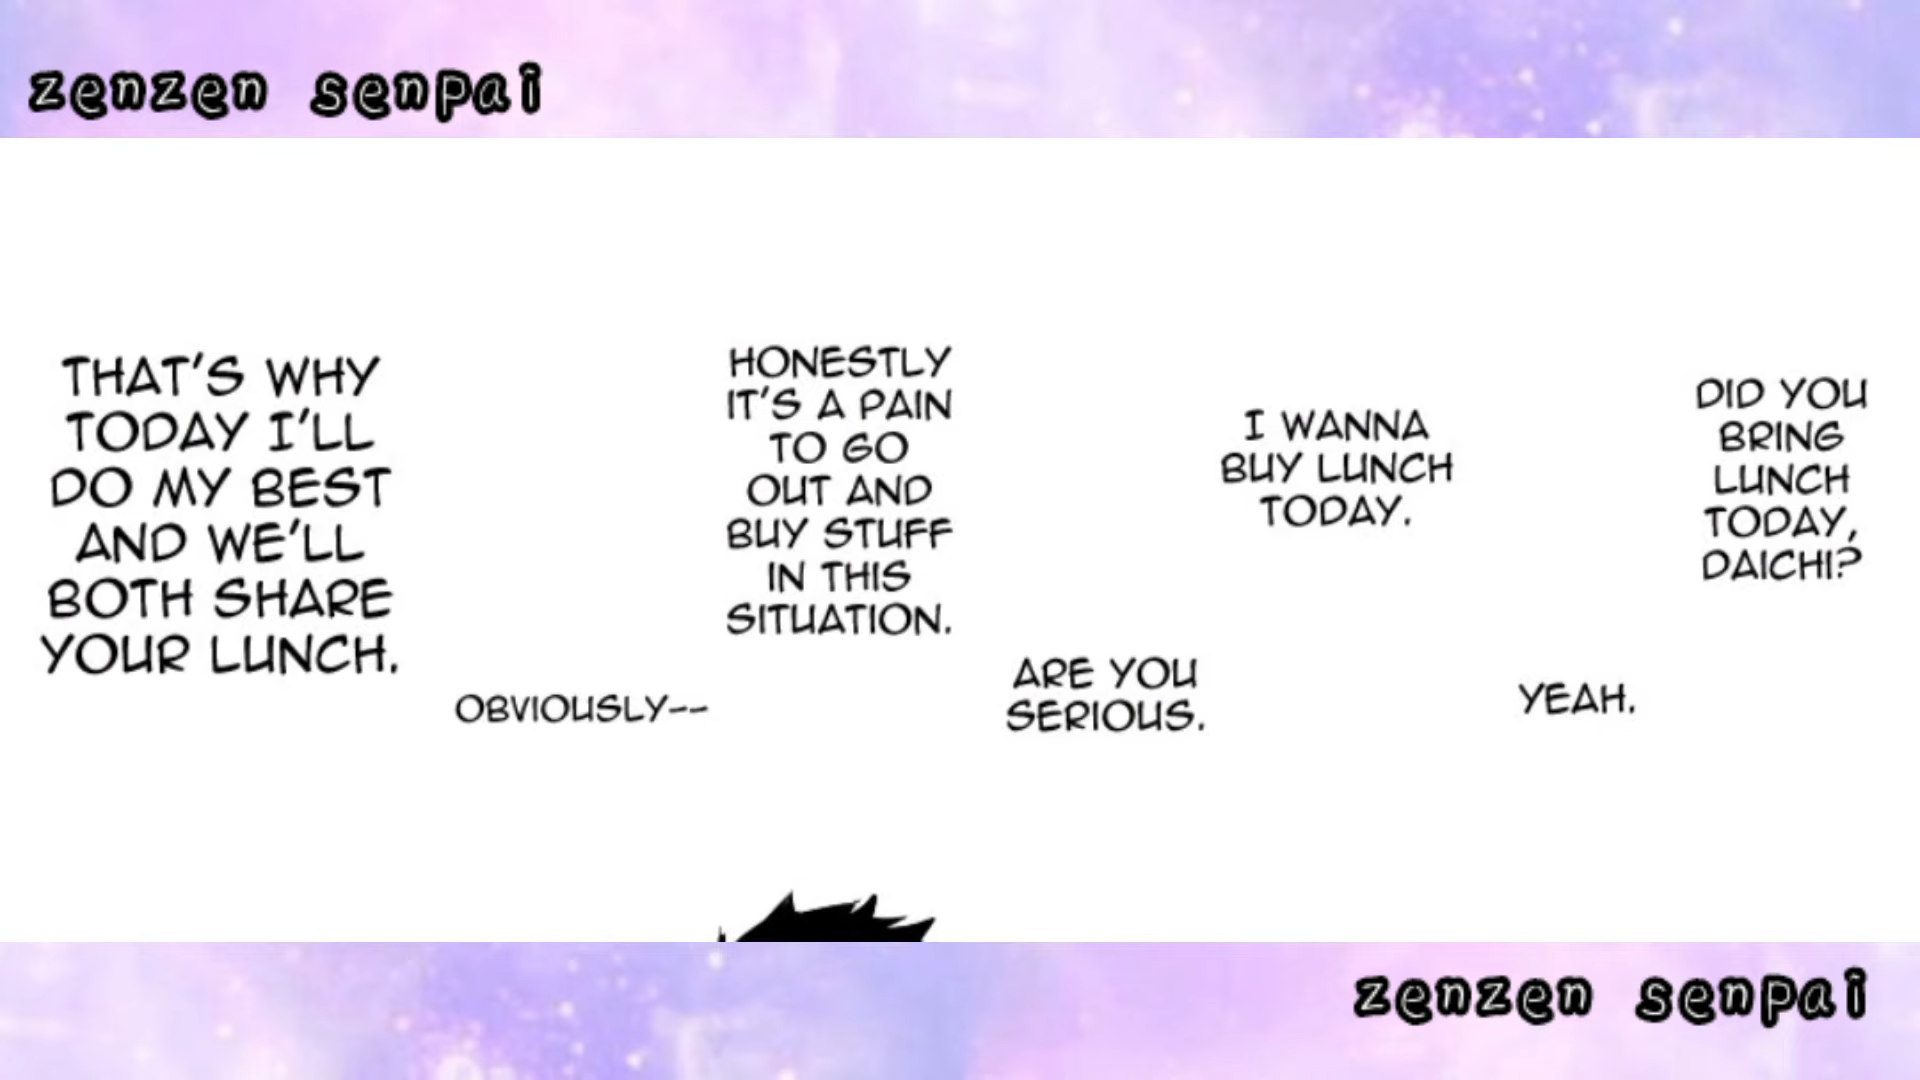 zenzen senpai
DID YOU
BRING
LUNCH
TODAY,
DAICHI?
YEAH.
I WANNA
BUY LUNCH
TODAY.
ARE YOU
SERIOUS.
HONESTLY
IT'S A PAIN
TO GO
OUT AND
BUY STUFF
IN THIS
SITUATION.
OBVIOUSLY--
THAT'S WHY
TODAY I'LL
DO MY BEST
AND WE'LL
BOTH SHARE
YOUR LUNCH.
zenzen senpai